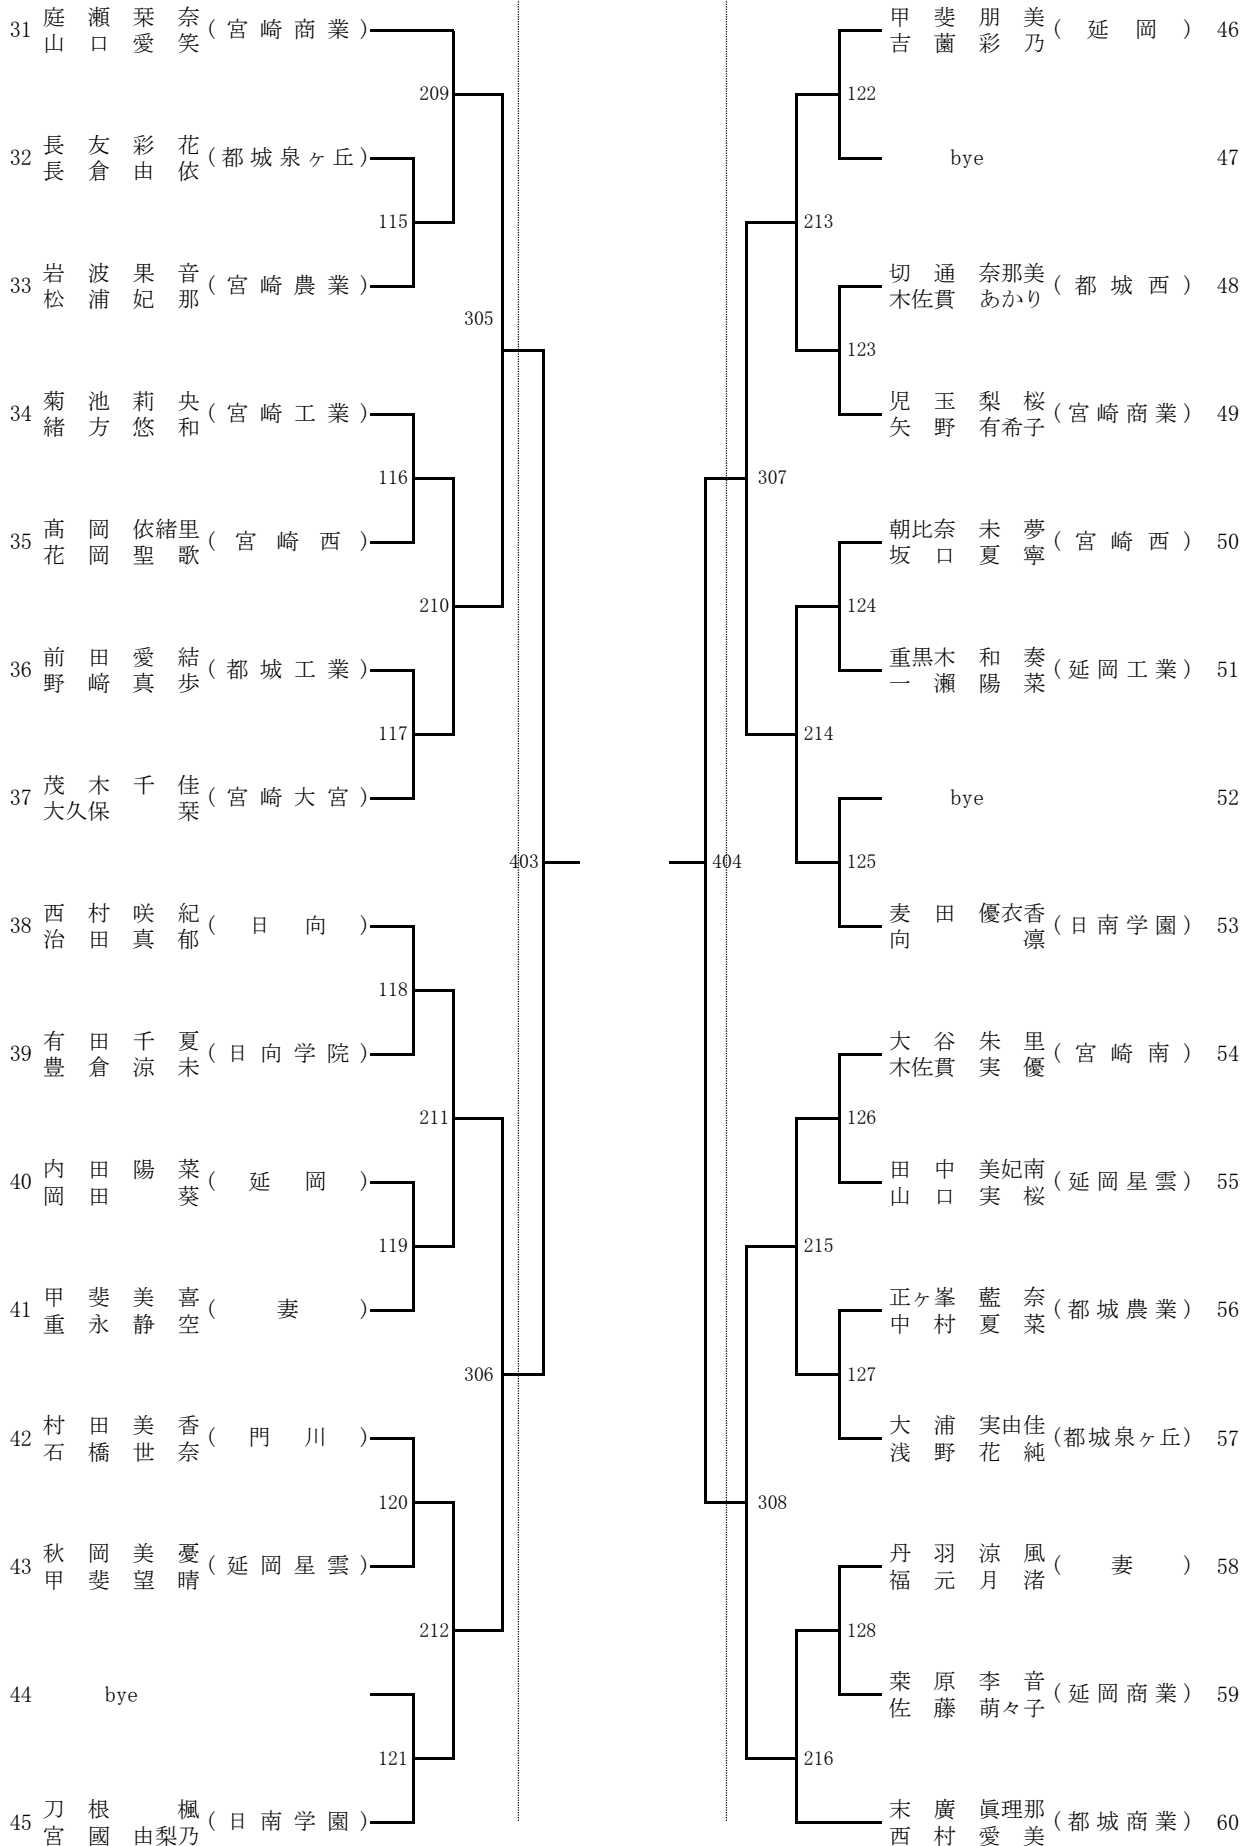 31 庭瀬栞奈 (宮崎商業)
山口愛笑
209
32 長友彩花 (都城泉ヶ丘)
長倉由依
115
33 岩波果音 (宮崎農業)
松浦妃那
305
34 菊池莉央 (宮崎工業)
緒方悠和
116
35 髙岡依緒里 (宮崎西)
花岡聖歌
210
36 前田愛結 (都城工業)
野﨑真歩
117
37 茂木千佳 (宮崎大宮)
大久保栞
403
38 西村咲紀 (日向)
治田真郁
118
39 有田千夏 (日向学院)
豊倉涼未
211
40 内田陽菜 (延岡)
岡田葵
119
41 甲斐美喜 (妻)
重永静空
306
42 村田美香 (門川)
石橋世奈
120
43 秋岡美憂 (延岡星雲)
甲斐望晴
212
44 bye
121
45 刀根楓 (日南学園)
宮國由梨乃
甲斐朋美 (延岡) 46
吉薗彩乃
122
bye 47
213
切通奈那美 (都城西) 48
木佐貫あかり
123
児玉梨桜 (宮崎商業) 49
矢野有希子
307
朝比奈未夢 (宮崎西) 50
坂口夏寧
124
重黒木和奏 (延岡工業) 51
一瀬陽菜
214
bye 52
125
404
麦田優衣香 (日南学園) 53
向凛
大谷朱里 (宮崎南) 54
木佐貫実優
126
田中美妃南 (延岡星雲) 55
山口実桜
215
正ヶ峯藍奈 (都城農業) 56
中村夏菜
127
大浦実由佳 (都城泉ヶ丘) 57
浅野花純
308
丹羽涼風 (妻) 58
福元月渚
128
桒原李音 (延岡商業) 59
佐藤萌々子
216
末廣眞理那 (都城商業) 60
西村愛美